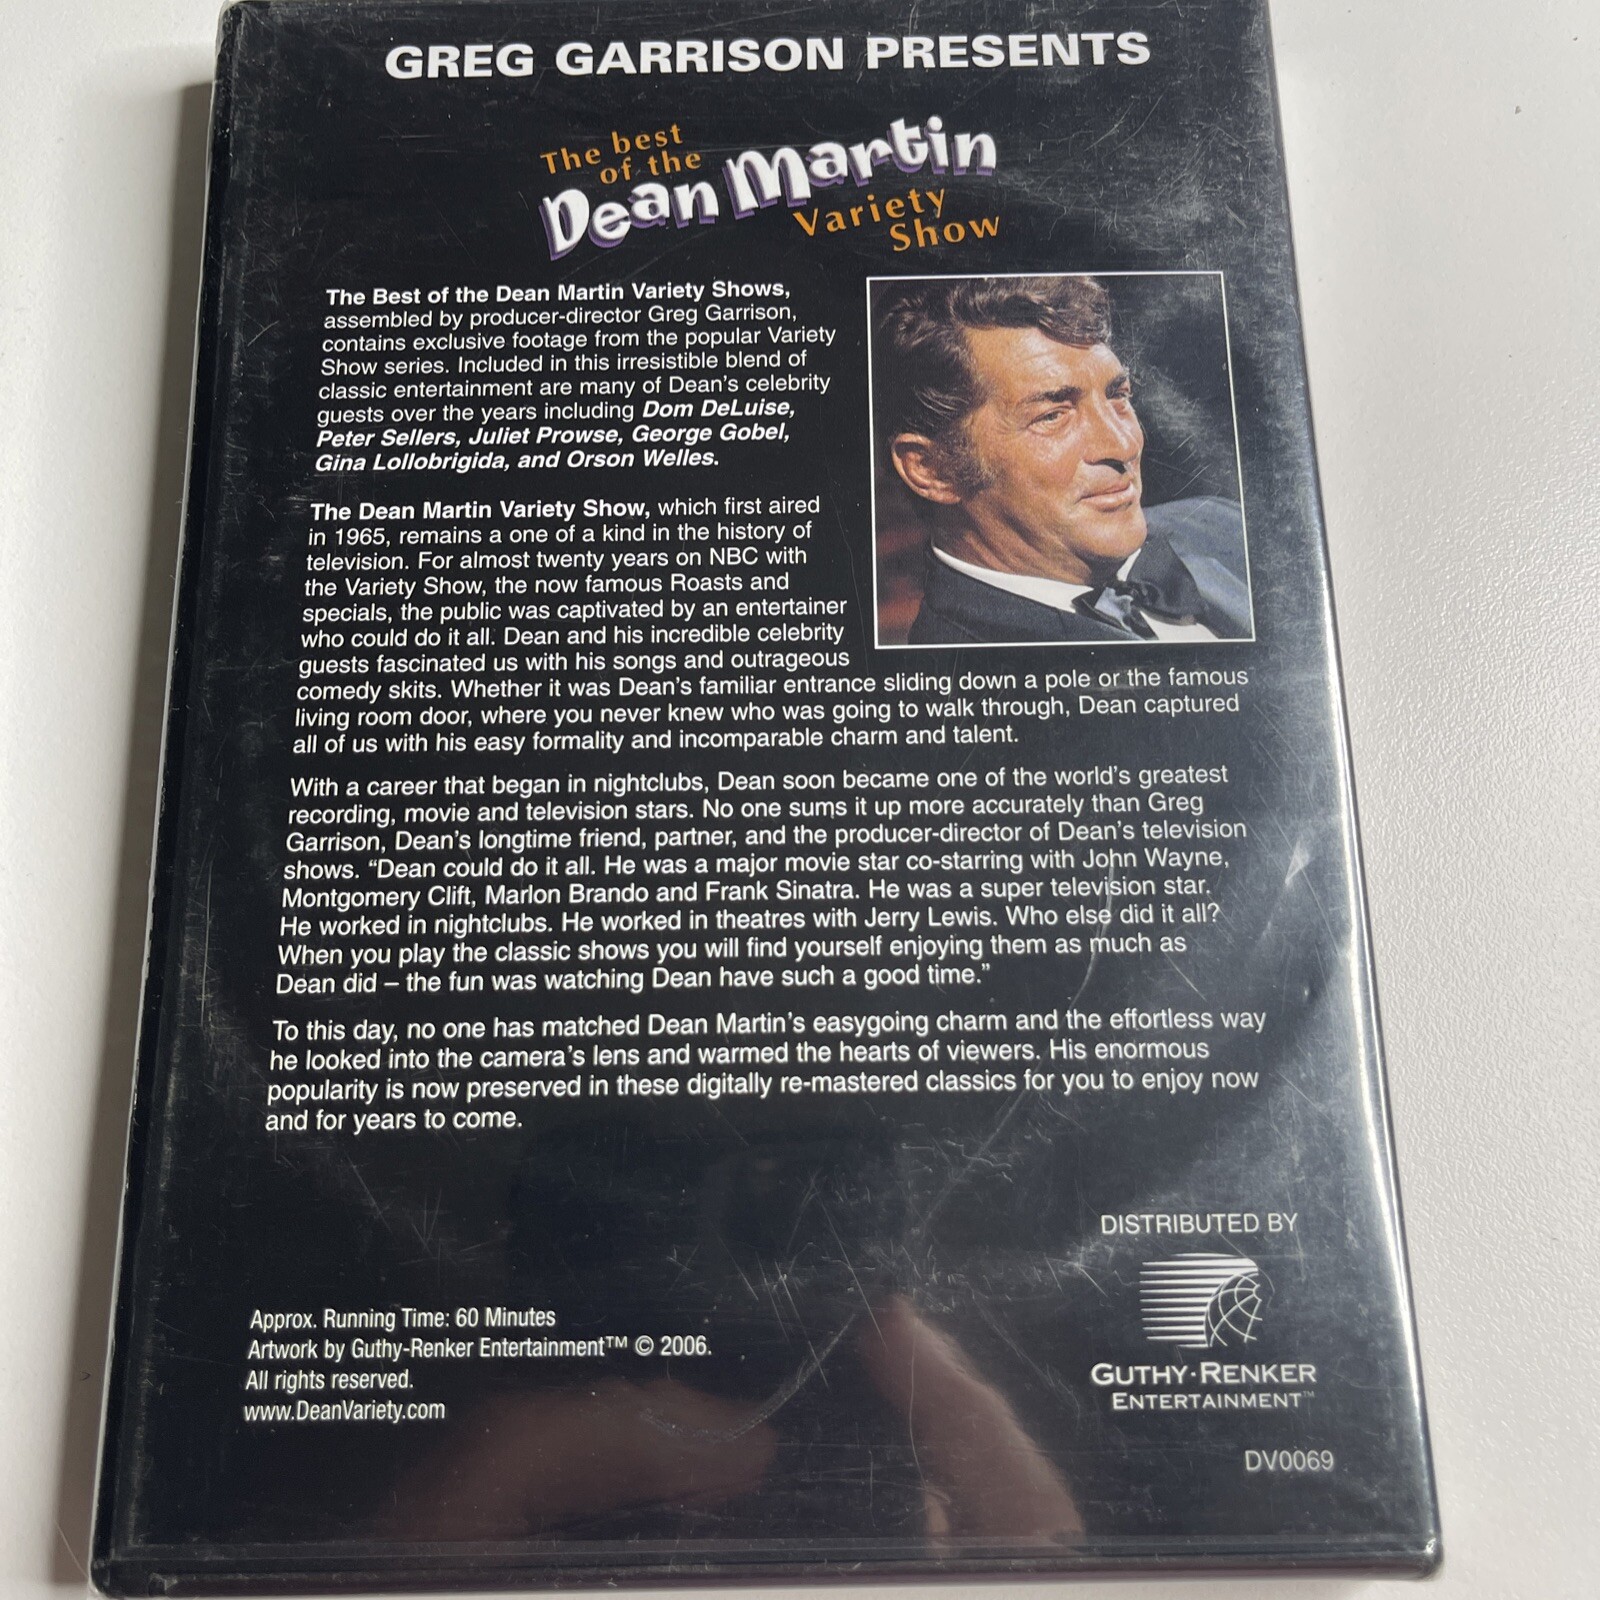 GREG GARRISON PRESENTS
The best
of the
Dean Martin
Variety
Show
The Best of the Dean Martin Variety Shows,
assembled by producer-director Greg Garrison,
contains exclusive footage from the popular Variety
Show series. Included in this irresistible blend of
classic entertainment are many of Dean's celebrity
guests over the years including Dom DeLuise,
Peter Sellers, Juliet Prowse, George Gobel,
Gina Lollobrigida, and Orson Welles.
The Dean Martin Variety Show, which first aired
in 1965, remains a one of a kind in the history of
television. For almost twenty years on NBC with
the Variety Show, the now famous Roasts and
specials, the public was captivated by an entertainer
who could do it all. Dean and his incredible celebrity
guests fascinated us with his songs and outrageous
comedy skits. Whether it was Dean's familiar entrance sliding down a pole or the famous
living room door, where you never knew who was going to walk through, Dean captured
all of us with his easy formality and incomparable charm and talent.
With a career that began in nightclubs, Dean soon became one of the world's greatest
recording, movie and television stars. No one sums it up more accurately than Greg
Garrison, Dean's longtime friend, partner, and the producer-director of Dean's television
shows. “Dean could do it all. He was a major movie star co-starring with John Wayne,
Montgomery Clift, Marlon Brando and Frank Sinatra. He was a super television star.
He worked in nightclubs. He worked in theatres with Jerry Lewis. Who else did it all?
When you play the classic shows you will find yourself enjoying them as much as
Dean did – the fun was watching Dean have such a good time.”
To this day, no one has matched Dean Martin's easygoing charm and the effortless way
he looked into the camera's lens and warmed the hearts of viewers. His enormous
popularity is now preserved in these digitally re-mastered classics for you to enjoy now
and for years to come.
DISTRIBUTED BY
GUTHY·RENKER
ENTERTAINMENT™
Approx. Running Time: 60 Minutes
Artwork by Guthy-Renker Entertainment™ © 2006.
All rights reserved.
www.DeanVariety.com
DV0069